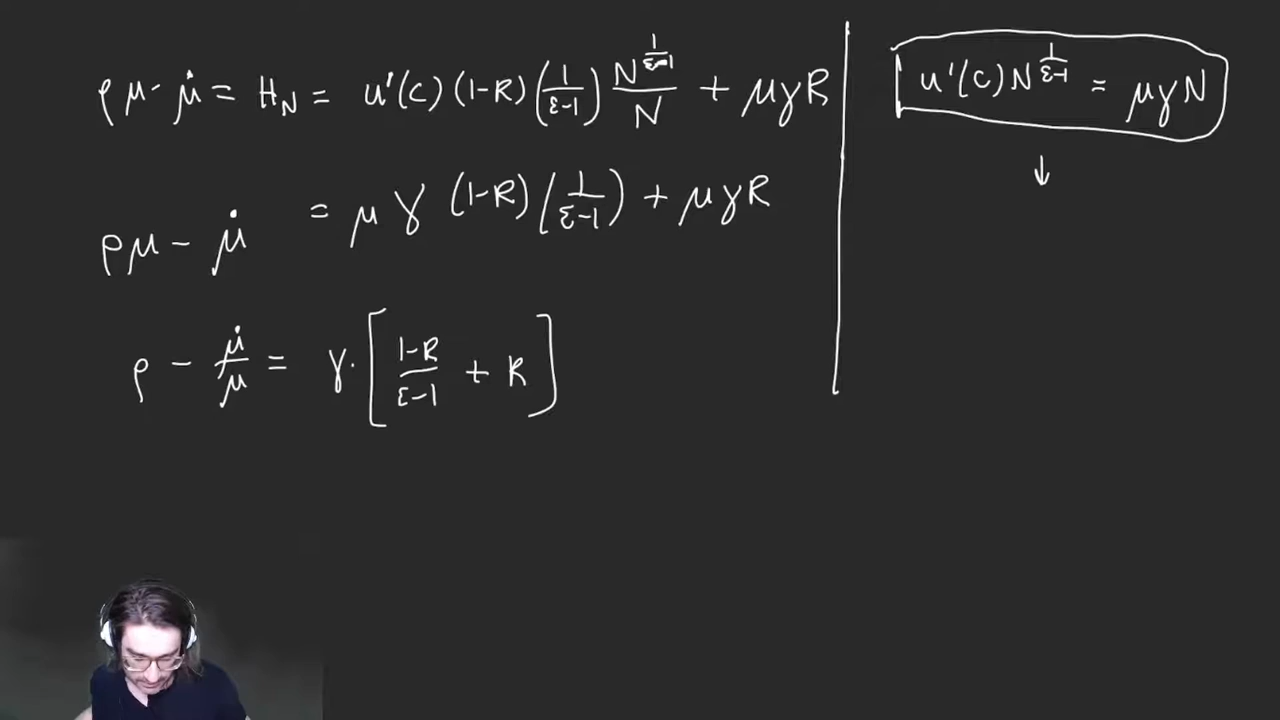 ρμ - μ̇ = H_N = u'(c) (1-R) (1/(ε-1)) N^(1/(ε-1))/N + μγR
u'(c) N^(1/(ε-1)) = μγN
↓
ρμ - μ̇ = μγ (1-R) (1/(ε-1)) + μγR
ρ - μ̇/μ = γ · [(1-R)/(ε-1) + R]